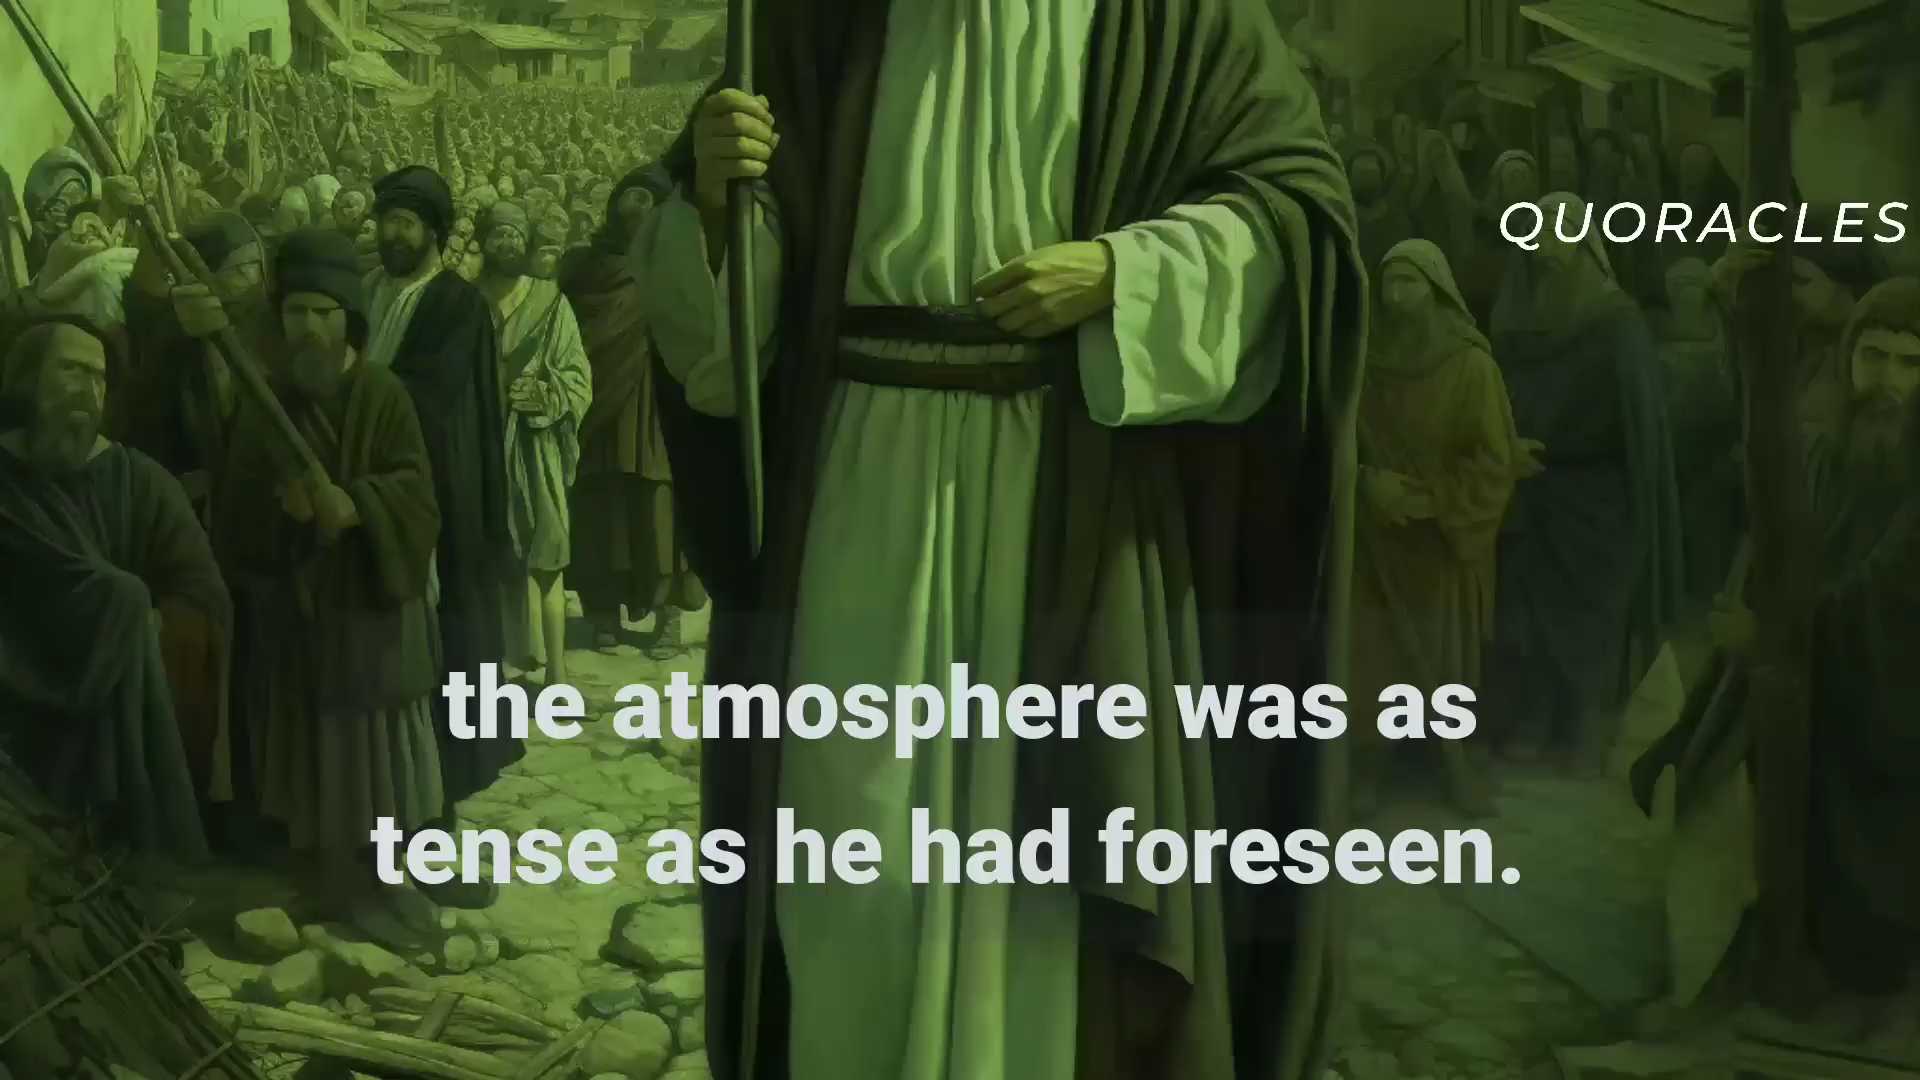 QUORACLES
the atmosphere was as
tense as he had foreseen.